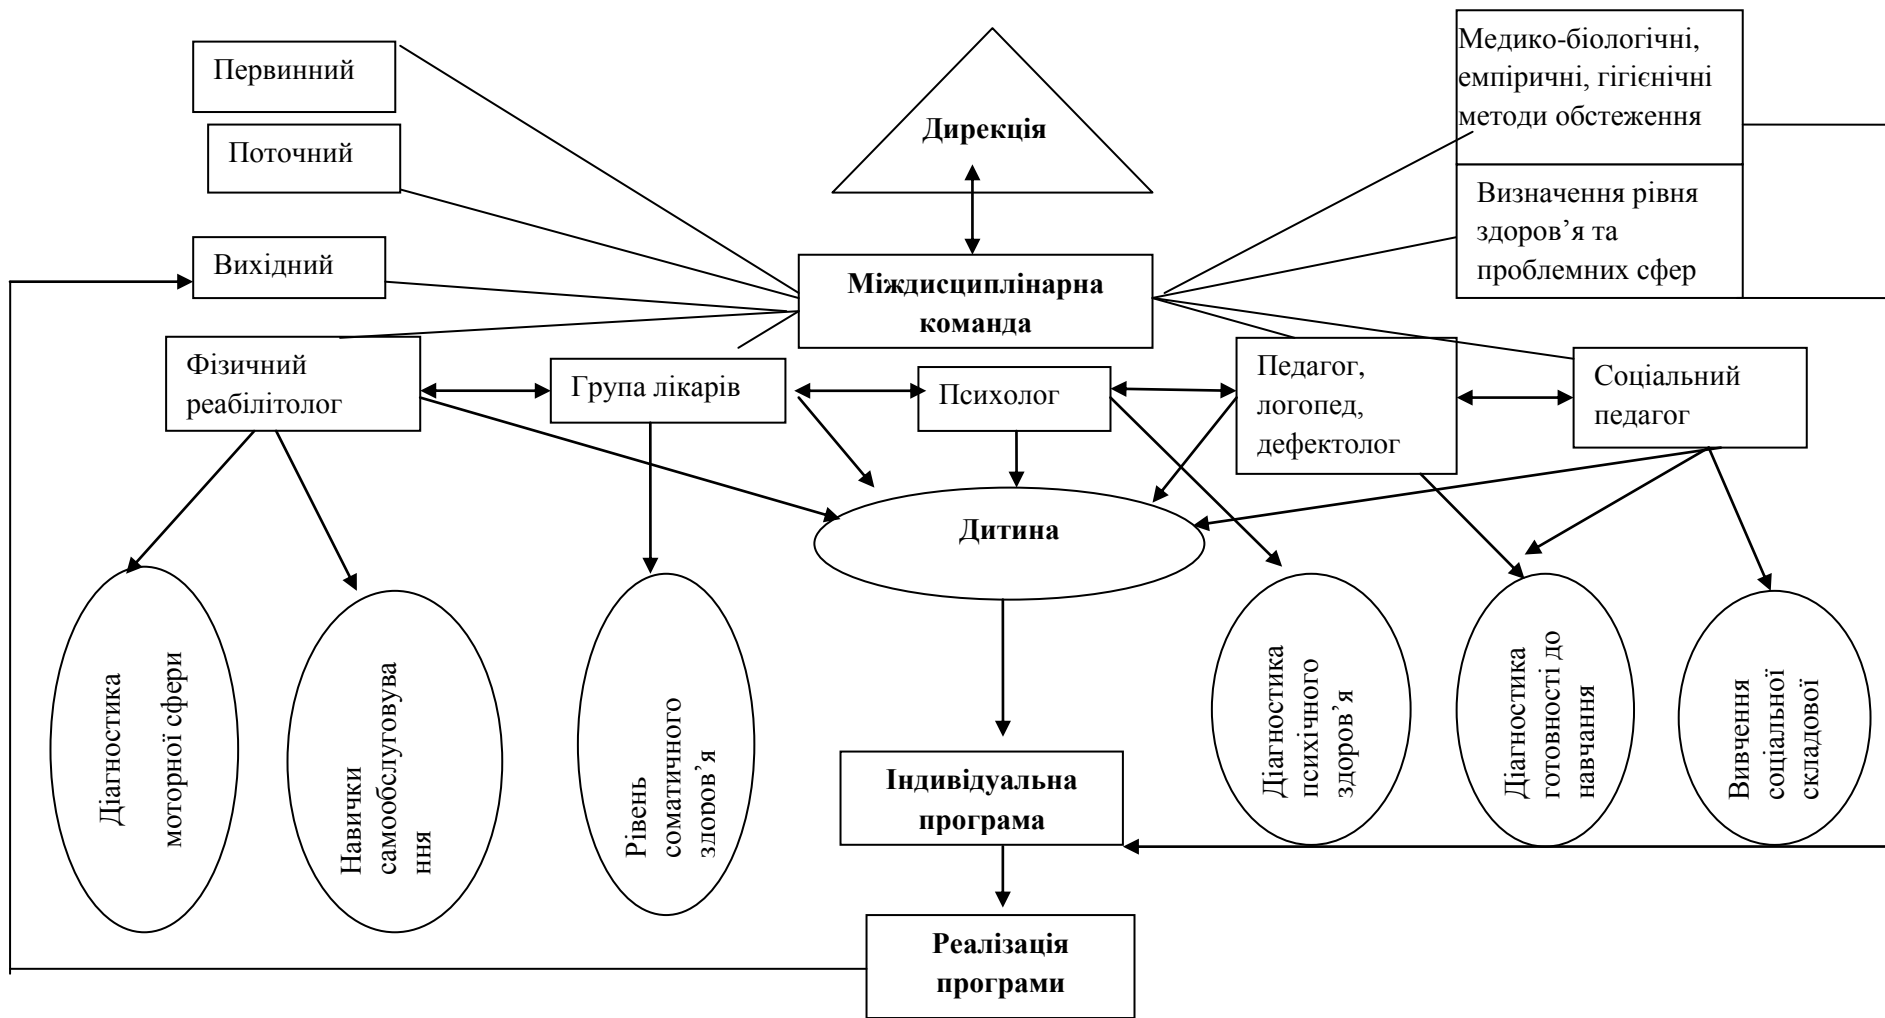 Первинний
Поточний
Вихідний
Дирекція
Медико-біологічні,
емпіричні, гігієнічні
методи обстеження
Визначення рівня
здоров’я та
проблемних сфер
Міждисциплінарна
команда
Фізичний
реабілітолог
Група лікарів
Психолог
Педагог,
логопед,
дефектолог
Соціальний
педагог
Дитина
Діагностика
моторної сфери
Навички
самообслуговува
ння
Рівень
соматичного
здоров’я
Діагностика
психічного
здоров’я
Діагностика
готовності до
навчання
Вивчення
соціальної
складової
Індивідуальна
програма
Реалізація
програми